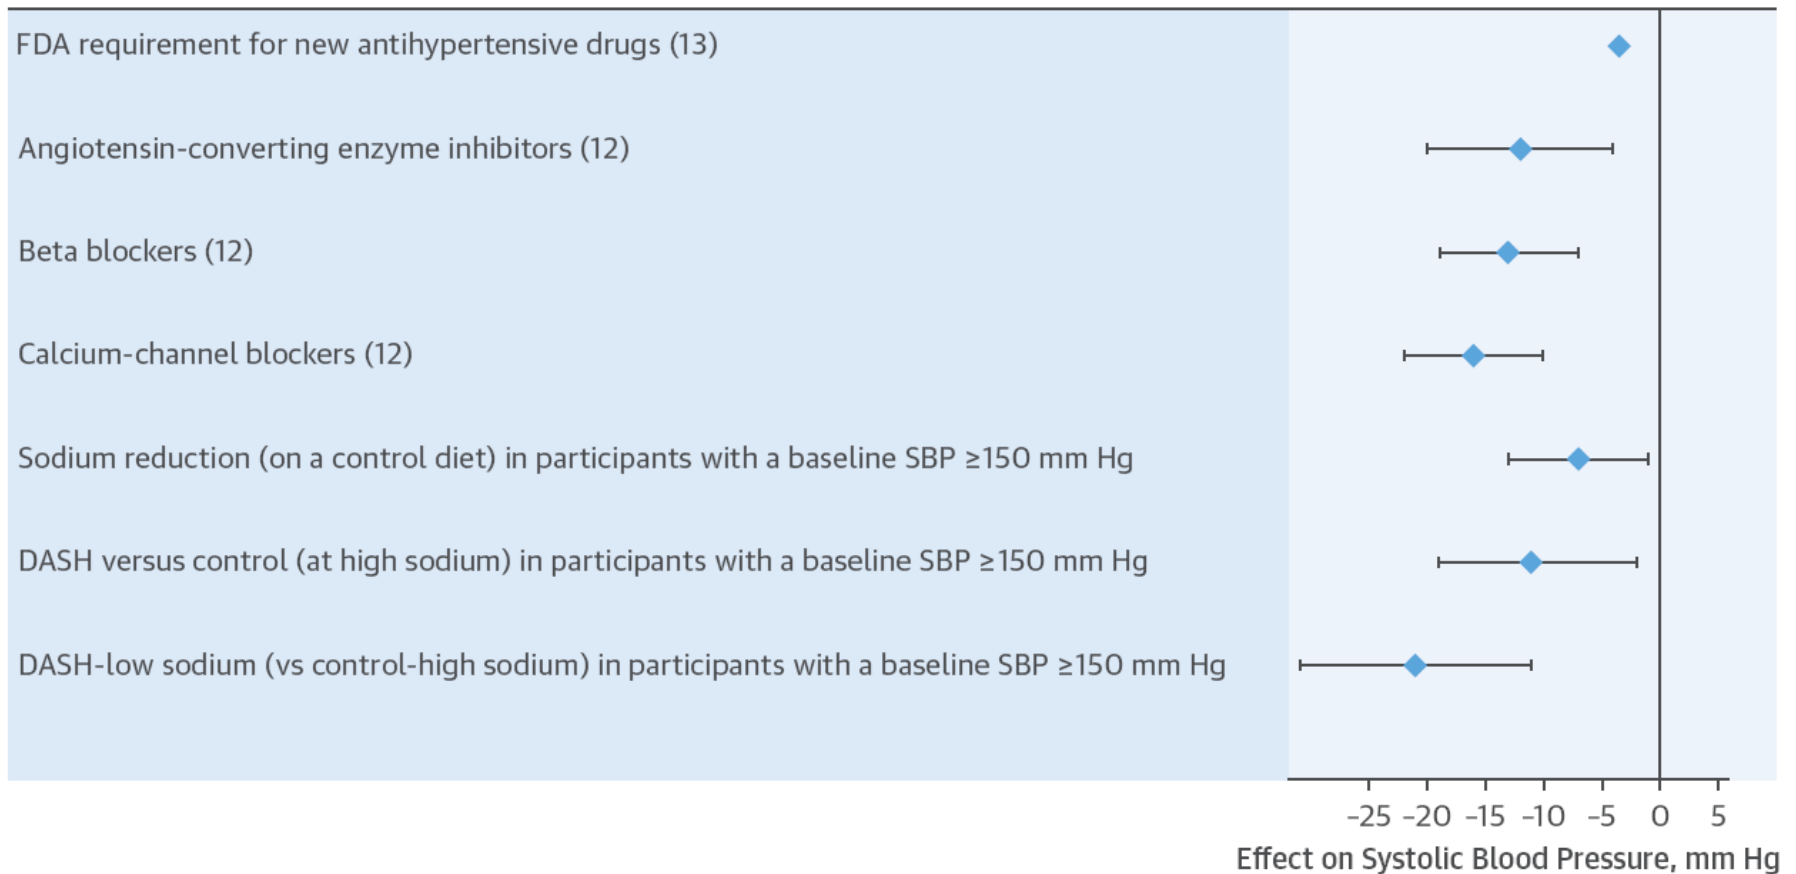 FDA requirement for new antihypertensive drugs (13)
Angiotensin-converting enzyme inhibitors (12)
Beta blockers (12)
Calcium-channel blockers (12)
Sodium reduction (on a control diet) in participants with a baseline SBP ≥150 mm Hg
DASH versus control (at high sodium) in participants with a baseline SBP ≥150 mm Hg
DASH-low sodium (vs control-high sodium) in participants with a baseline SBP ≥150 mm Hg
–25 –20 –15 –10 –5 0 5
Effect on Systolic Blood Pressure, mm Hg